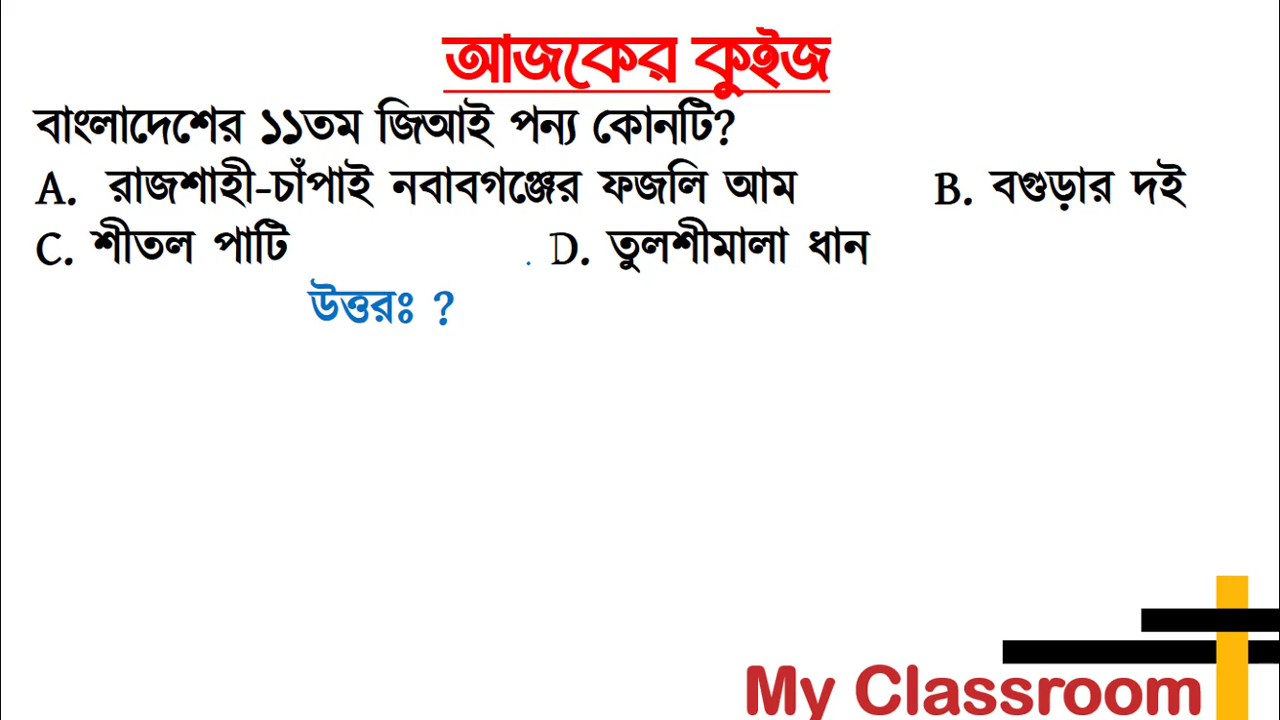 আজকের কুইজ
বাংলাদেশের ১১তম জিআই পন্য কোনটি?
A. রাজশাহী-চাঁপাই নবাবগঞ্জের ফজলি আম B. বগুড়ার দই
C. শীতল পাটি D. তুলশীমালা ধান
উত্তরঃ ?
My Classroom